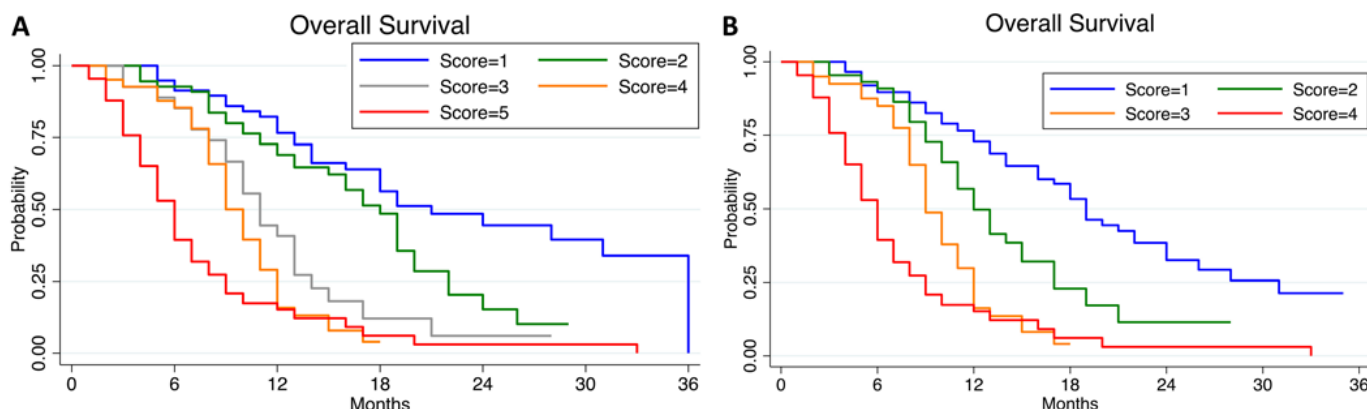 A
Overall Survival
Score=1 Score=2
Score=3 Score=4
Score=5
Probability
1.00
0.75
0.50
0.25
0.00
0 6 12 18 24 30 36
Months
B
Overall Survival
Score=1 Score=2
Score=3 Score=4
Probability
1.00
0.75
0.50
0.25
0.00
0 6 12 18 24 30 36
Months